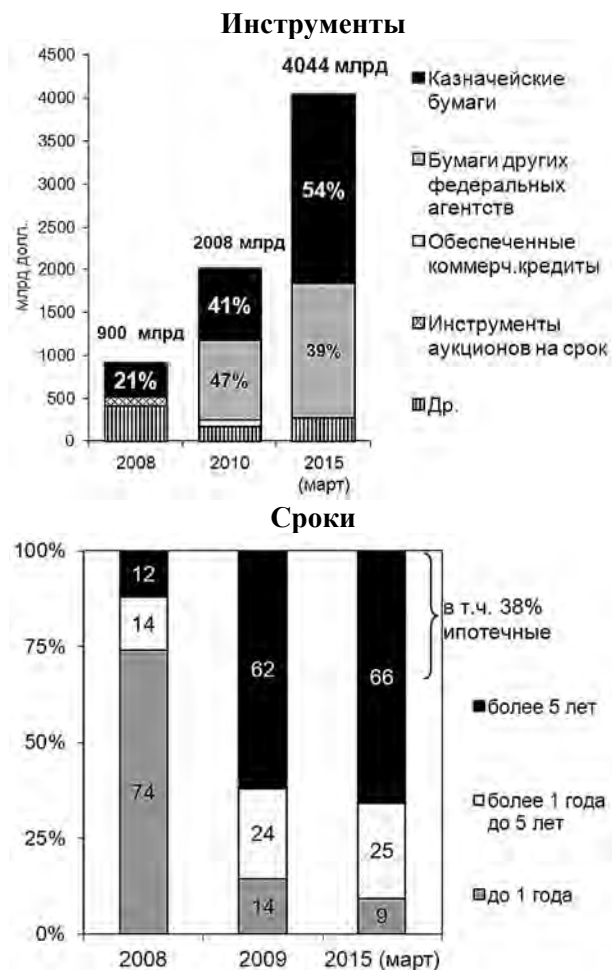 Инструменты
4044 млрд
4500
4000
3500
3000
2500
2000
1500
1000
500
0
млрд долл.
900 млрд
2008 млрд
21%
41%
47%
54%
39%
2008
2010
2015
(март)
Казначейские
бумаги
Бумаги других
федеральных
агентств
Обеспеченные
коммерч.кредиты
Инструменты
аукционов на срок
Др.
Сроки
100%
75%
50%
25%
0%
12
14
74
62
24
14
66
25
9
2008
2009
2015 (март)
в т.ч. 38%
ипотечные
более 5 лет
более 1 года
до 5 лет
до 1 года